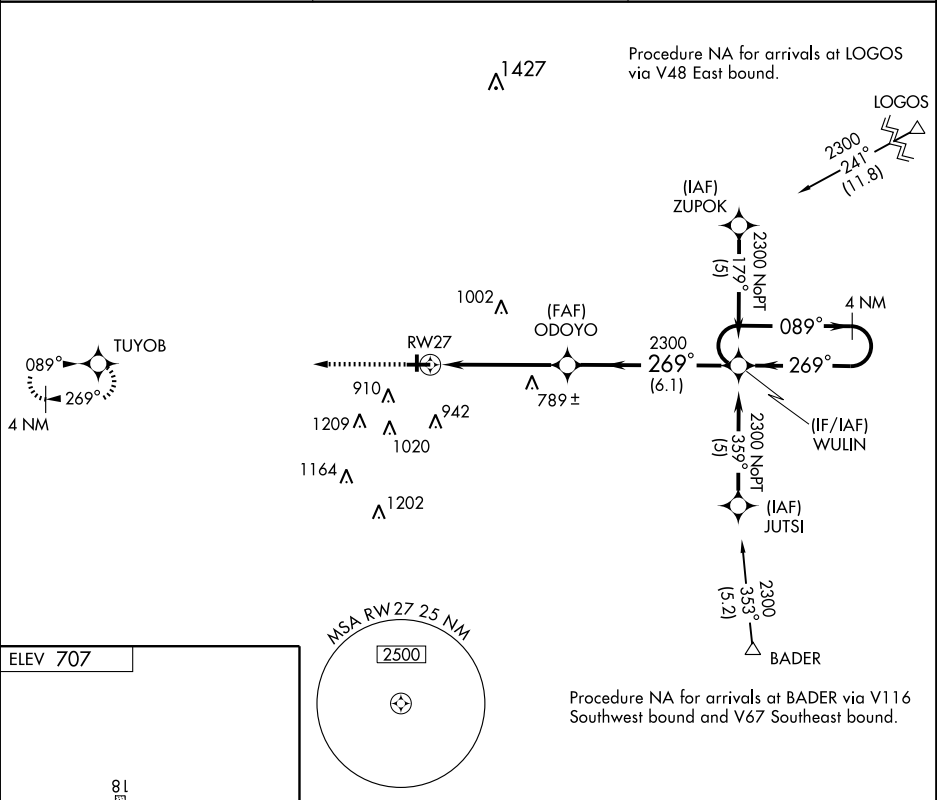 Procedure NA for arrivals at LOGOS
via V48 East bound.
1427
LOGOS
2300
241°
(11.8)
(IAF)
ZUPOK
2300 NoPT
179°
(5)
4 NM
089°
1002
(FAF)
ODOYO
RW27
2300
269°
(6.1)
269°
TUYOB
089°
269°
4 NM
789 ±
910
1209
942
1020
(IF/IAF)
WULIN
2300 NoPT
359°
(5)
1164
1202
(IAF)
JUTSI
2300
353°
(5.2)
BADER
MSA RW 27 25 NM
2500
ELEV 707
Procedure NA for arrivals at BADER via V116
Southwest bound and V67 Southeast bound.
18